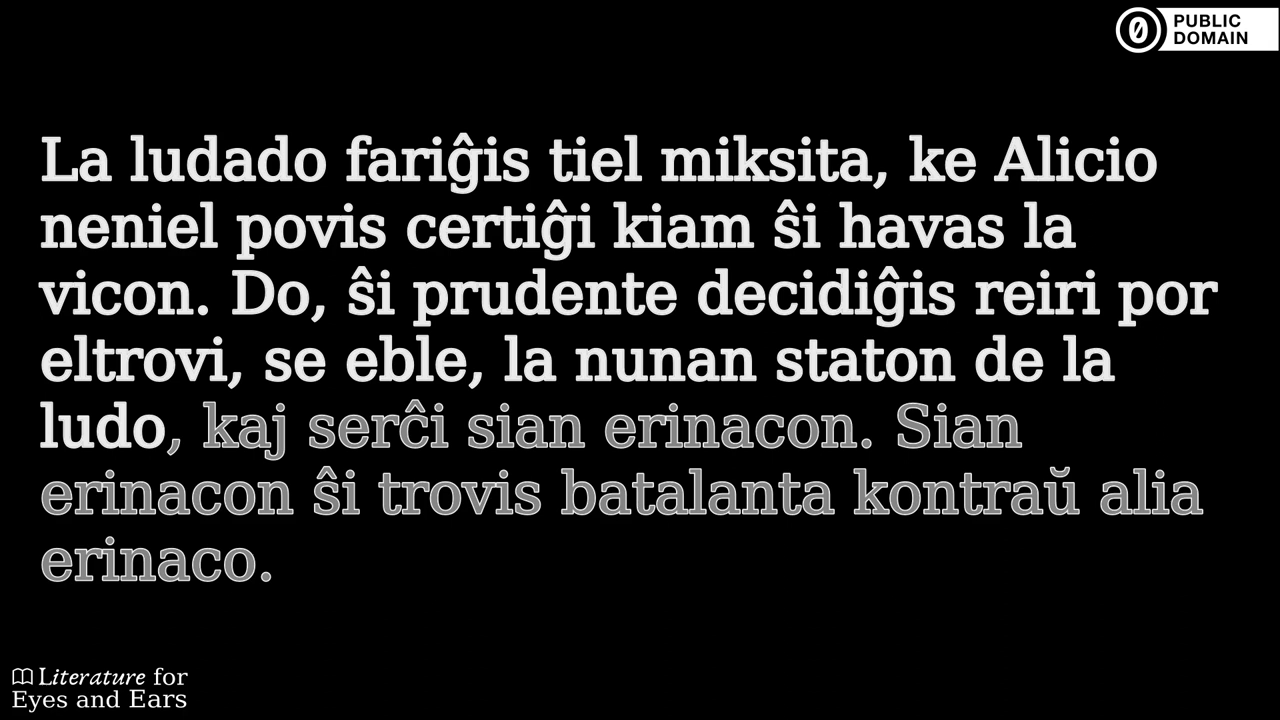 PUBLIC
DOMAIN
La ludado fariĝis tiel miksita, ke Alicio
neniel povis certiĝi kiam ŝi havas la
vicon. Do, ŝi prudente decidiĝis reiri por
eltrovi, se eble, la nunan staton de la
ludo, kaj serĉi sian erinacon. Sian
erinacon ŝi trovis batalanta kontraŭ alia
erinaco.
Literature for
Eyes and Ears